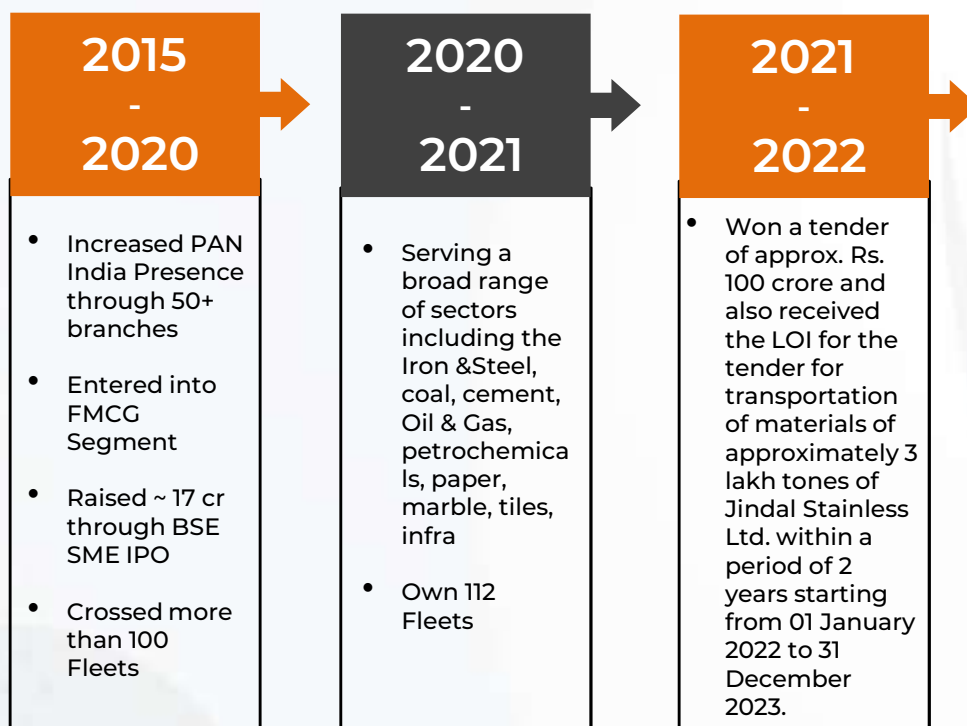 2015
-
2020
• Increased PAN
India Presence
through 50+
branches
• Entered into
FMCG
Segment
• Raised ~ 17 cr
through BSE
SME IPO
• Crossed more
than 100
Fleets
2020
-
2021
• Serving a
broad range
of sectors
including the
Iron &Steel,
coal, cement,
Oil & Gas,
petrochemica
ls, paper,
marble, tiles,
infra
• Own 112
Fleets
2021
-
2022
• Won a tender
of approx. Rs.
100 crore and
also received
the LOI for the
tender for
transportation
of materials of
approximately 3
lakh tones of
Jindal Stainless
Ltd. within a
period of 2
years starting
from 01 January
2022 to 31
December
2023.